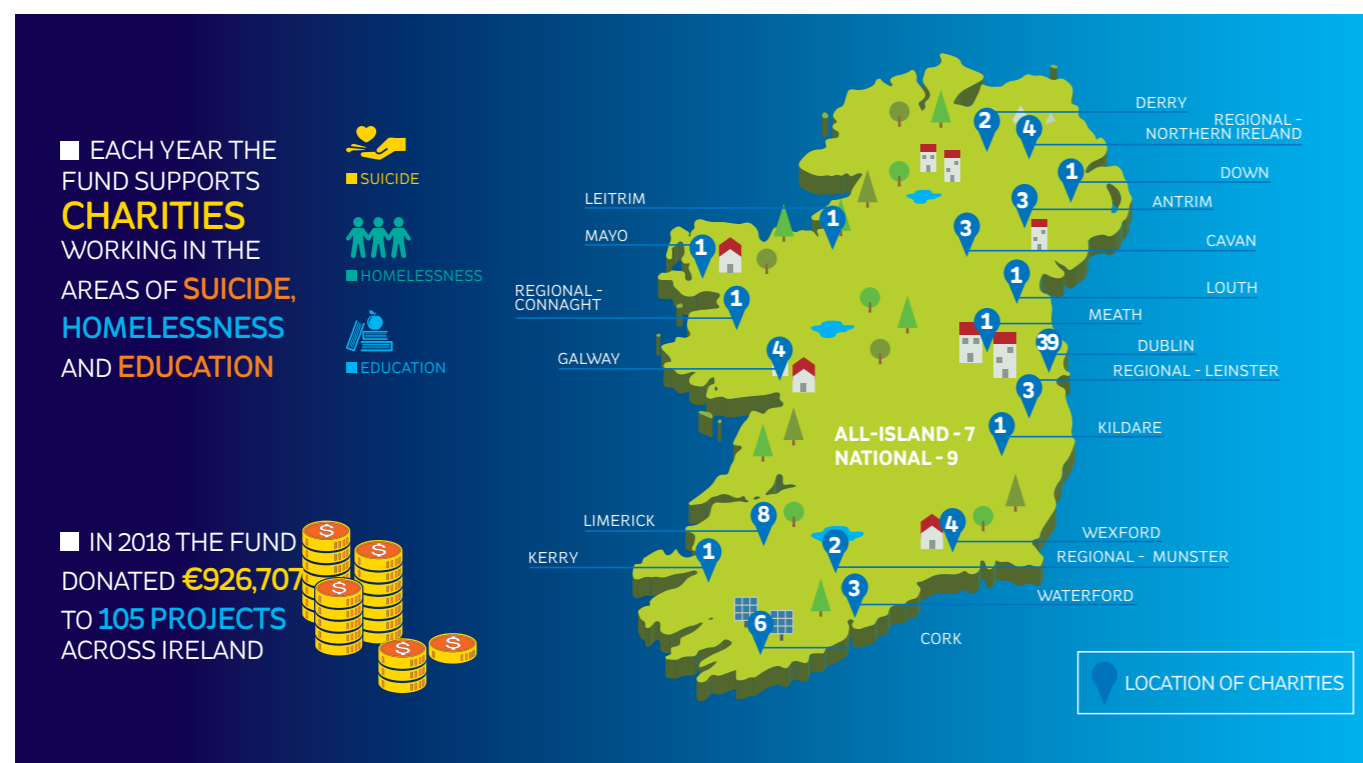 EACH YEAR THE
FUND SUPPORTS
CHARITIES
WORKING IN THE
AREAS OF SUICIDE,
HOMELESSNESS
AND EDUCATION
SUICIDE
HOMELESSNESS
EDUCATION
IN 2018 THE FUND
DONATED €926,707
TO 105 PROJECTS
ACROSS IRELAND
$
$
$
$
$
LEITRIM
1
MAYO
1
REGIONAL -
CONNAGHT
1
GALWAY
4
LIMERICK
8
KERRY
1
DERRY
2
REGIONAL -
NORTHERN IRELAND
4
DOWN
1
ANTRIM
3
CAVAN
3
LOUTH
1
MEATH
1
DUBLIN
39
REGIONAL - LEINSTER
3
KILDARE
1
ALL-ISLAND - 7
NATIONAL - 9
WEXFORD
4
REGIONAL - MUNSTER
2
WATERFORD
3
CORK
6
LOCATION OF CHARITIES